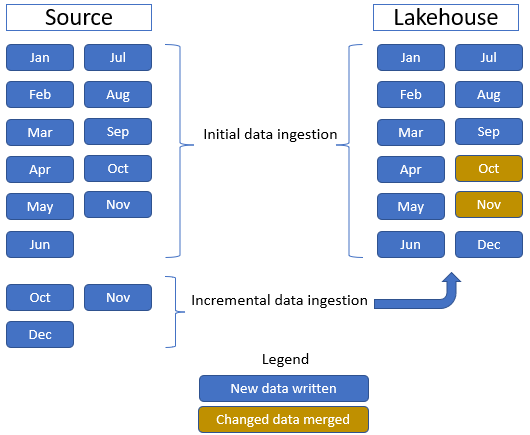 Source
Lakehouse
Jan
Jul
Feb
Aug
Mar
Sep
Apr
Oct
May
Nov
Jun
Initial data ingestion
Jan
Jul
Feb
Aug
Mar
Sep
Apr
Oct
May
Nov
Jun
Dec
Oct
Nov
Dec
Incremental data ingestion
Legend
New data written
Changed data merged